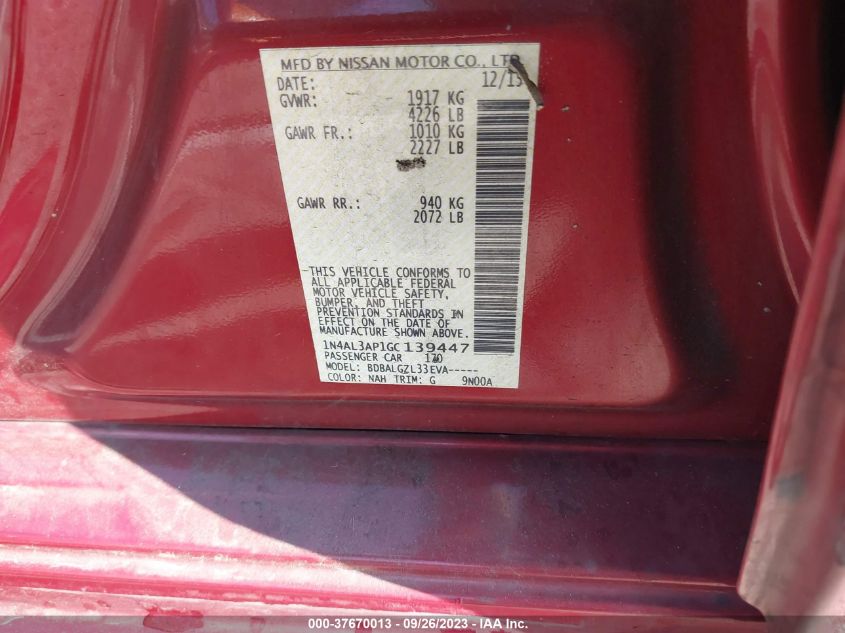 MFD BY NISSAN MOTOR CO., LTD
DATE: 12/15
GVWR: 1917 KG
4226 LB
GAWR FR.: 1010 KG
2227 LB
GAWR RR.: 940 KG
2072 LB
THIS VEHICLE CONFORMS TO
ALL APPLICABLE FEDERAL
MOTOR VEHICLE SAFETY,
BUMPER, AND THEFT
PREVENTION STANDARDS IN
EFFECT ON THE DATE OF
MANUFACTURE SHOWN ABOVE.
1N4AL3AP1GC139447
PASSENGER CAR 170
MODEL: BDBALGZL33EVA-----
COLOR: NAH TRIM: G 9N00A
000-37670013 - 09/26/2023 - IAA Inc.